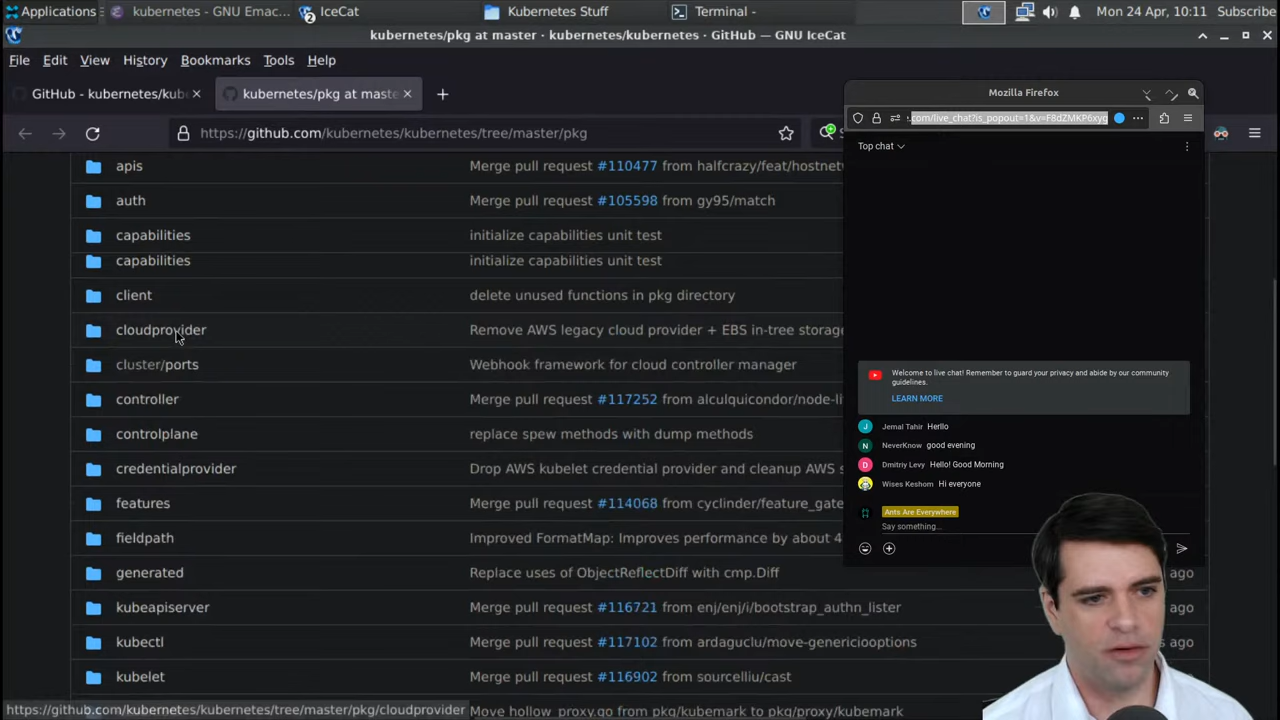 Applications
kubernetes - GNU Emac...
IceCat
2
Kubernetes Stuff
Terminal -
Mon 24 Apr, 10:11
Subscribe
kubernetes/pkg at master · kubernetes/kubernetes · GitHub — GNU IceCat
File Edit View History Bookmarks Tools Help
GitHub - kubernetes/kub
kubernetes/pkg at maste
https://github.com/kubernetes/kubernetes/tree/master/pkg
apis Merge pull request #110477 from halfcrazy/feat/hostnetw
auth Merge pull request #105598 from gy95/match
capabilities initialize capabilities unit test
capabilities initialize capabilities unit test
client delete unused functions in pkg directory
cloudprovider Remove AWS legacy cloud provider + EBS in-tree storage
cluster/ports Webhook framework for cloud controller manager
controller Merge pull request #117252 from alculquicondor/node-li
controlplane replace spew methods with dump methods
credentialprovider Drop AWS kubelet credential provider and cleanup AWS s
features Merge pull request #114068 from cyclinder/feature_gate
fieldpath Improved FormatMap: Improves performance by about 4
generated Replace uses of ObjectReflectDiff with cmp.Diff ago
kubeapiserver Merge pull request #116721 from enj/enj/i/bootstrap_authn_lister s ago
kubectl Merge pull request #117102 from ardaguclu/move-genericiooptions s ago
kubelet Merge pull request #116902 from sourcelliu/cast s ago
Move hollow_proxy.go from pkg/kubemark to pkg/proxy/kubemark
https://github.com/kubernetes/kubernetes/tree/master/pkg/cloudprovider
Mozilla Firefox
.com/live_chat?is_popout=1&v=F8dZMKP6xyo
Top chat
Welcome to live chat! Remember to guard your privacy and abide by our community
guidelines.
LEARN MORE
J Jemal Tahir Herllo
N NeverKnow good evening
D Dmitriy Levy Hello! Good Morning
Wises Keshom Hi everyone
Ants Are Everywhere
Say something...